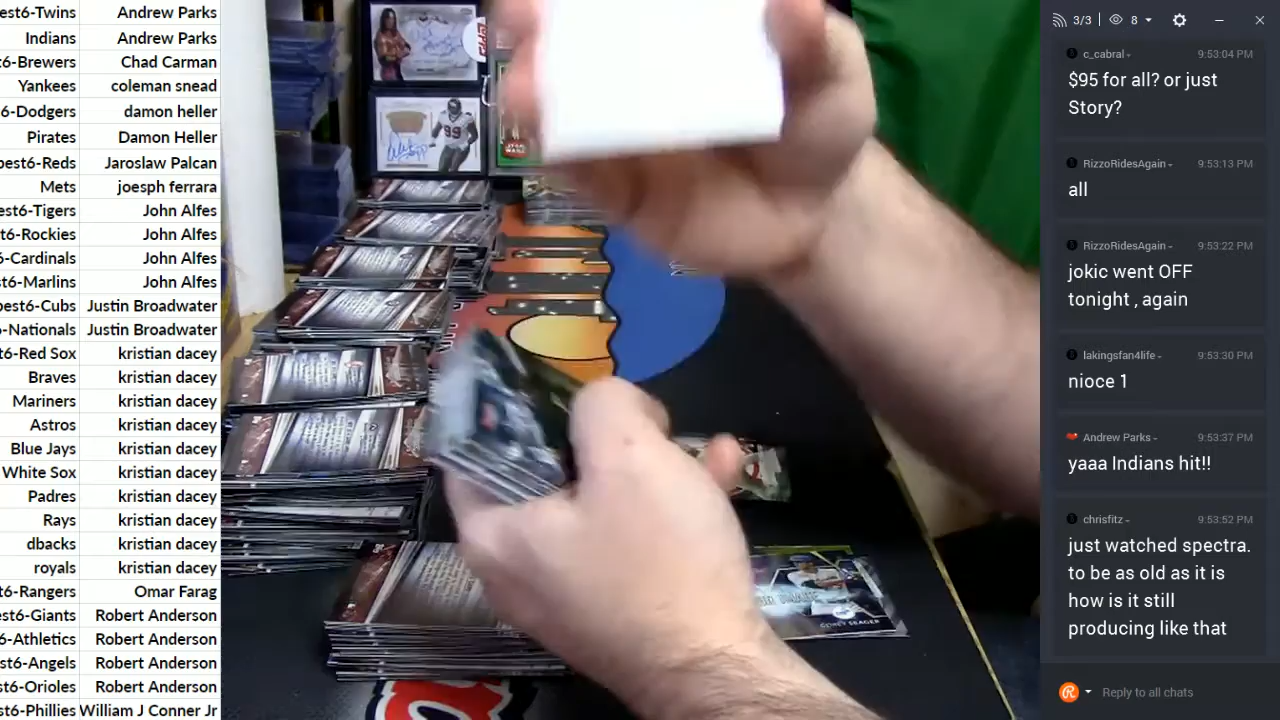 est6-Twins Andrew Parks
Indians Andrew Parks
6-Brewers Chad Carman
Yankees coleman snead
6-Dodgers damon heller
Pirates Damon Heller
pest6-Reds Jaroslaw Palcan
Mets joesph ferrara
est6-Tigers John Alfes
t6-Rockies John Alfes
6-Cardinals John Alfes
st6-Marlins John Alfes
pest6-Cubs Justin Broadwater
-Nationals Justin Broadwater
t6-Red Sox kristian dacey
Braves kristian dacey
Mariners kristian dacey
Astros kristian dacey
Blue Jays kristian dacey
White Sox kristian dacey
Padres kristian dacey
Rays kristian dacey
dbacks kristian dacey
royals kristian dacey
t6-Rangers Omar Farag
est6-Giants Robert Anderson
6-Athletics Robert Anderson
est6-Angels Robert Anderson
st6-Orioles Robert Anderson
st6-Phillies William J Conner Jr
99
COREY SEAGER
3/3 8
c_cabral 9:53:04 PM
$95 for all? or just
Story?
RizzoRidesAgain 9:53:13 PM
all
RizzoRidesAgain 9:53:22 PM
jokic went OFF
tonight , again
lakingsfan4life 9:53:30 PM
nioce 1
Andrew Parks 9:53:37 PM
yaaa Indians hit!!
chrisfitz 9:53:52 PM
just watched spectra.
to be as old as it is
how is it still
producing like that
Reply to all chats